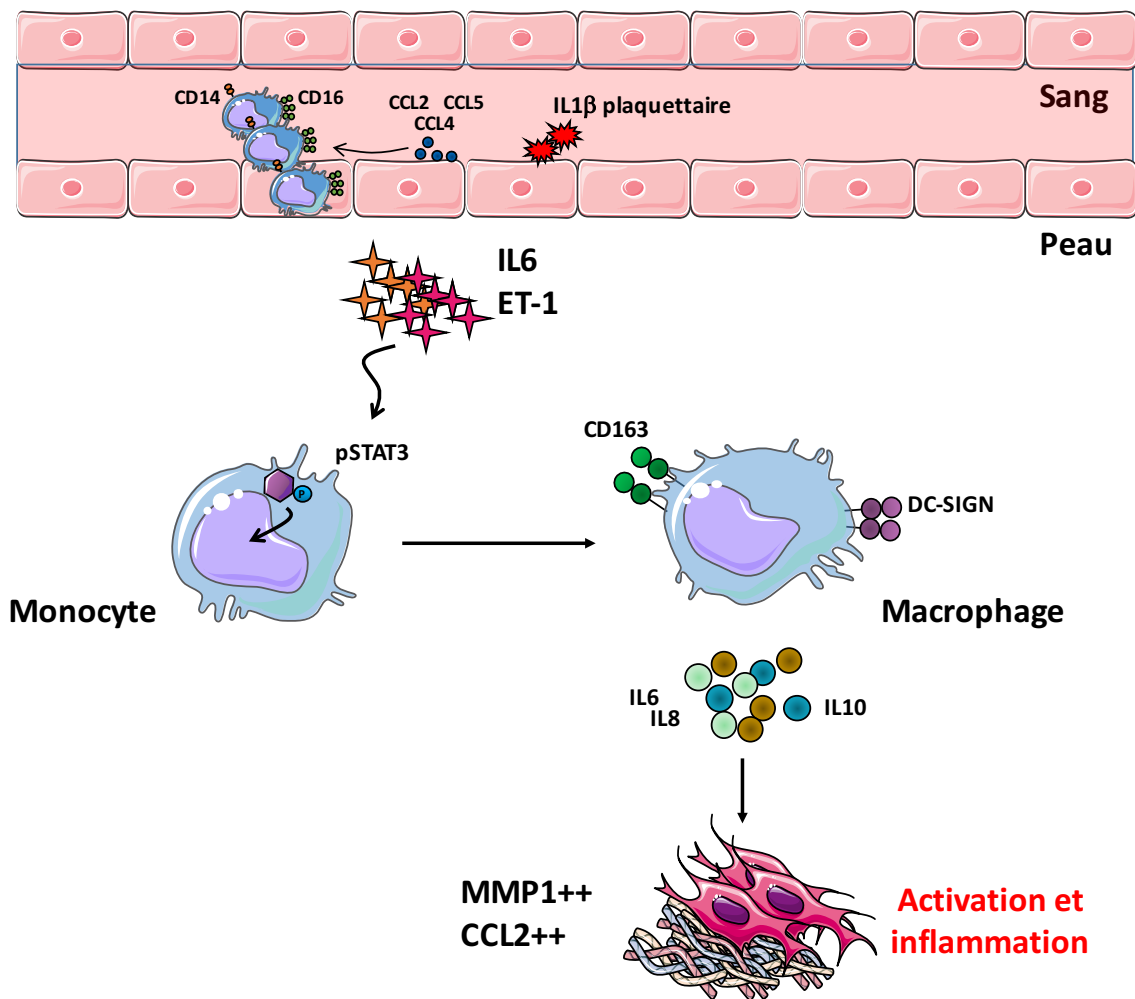 CD14
CD16
CCL2 CCL5
CCL4
IL1β plaquettaire
Sang
Peau
IL6
ET-1
pSTAT3
P
CD163
DC-SIGN
Monocyte
Macrophage
IL6
IL8
IL10
MMP1++
CCL2++
Activation et
inflammation